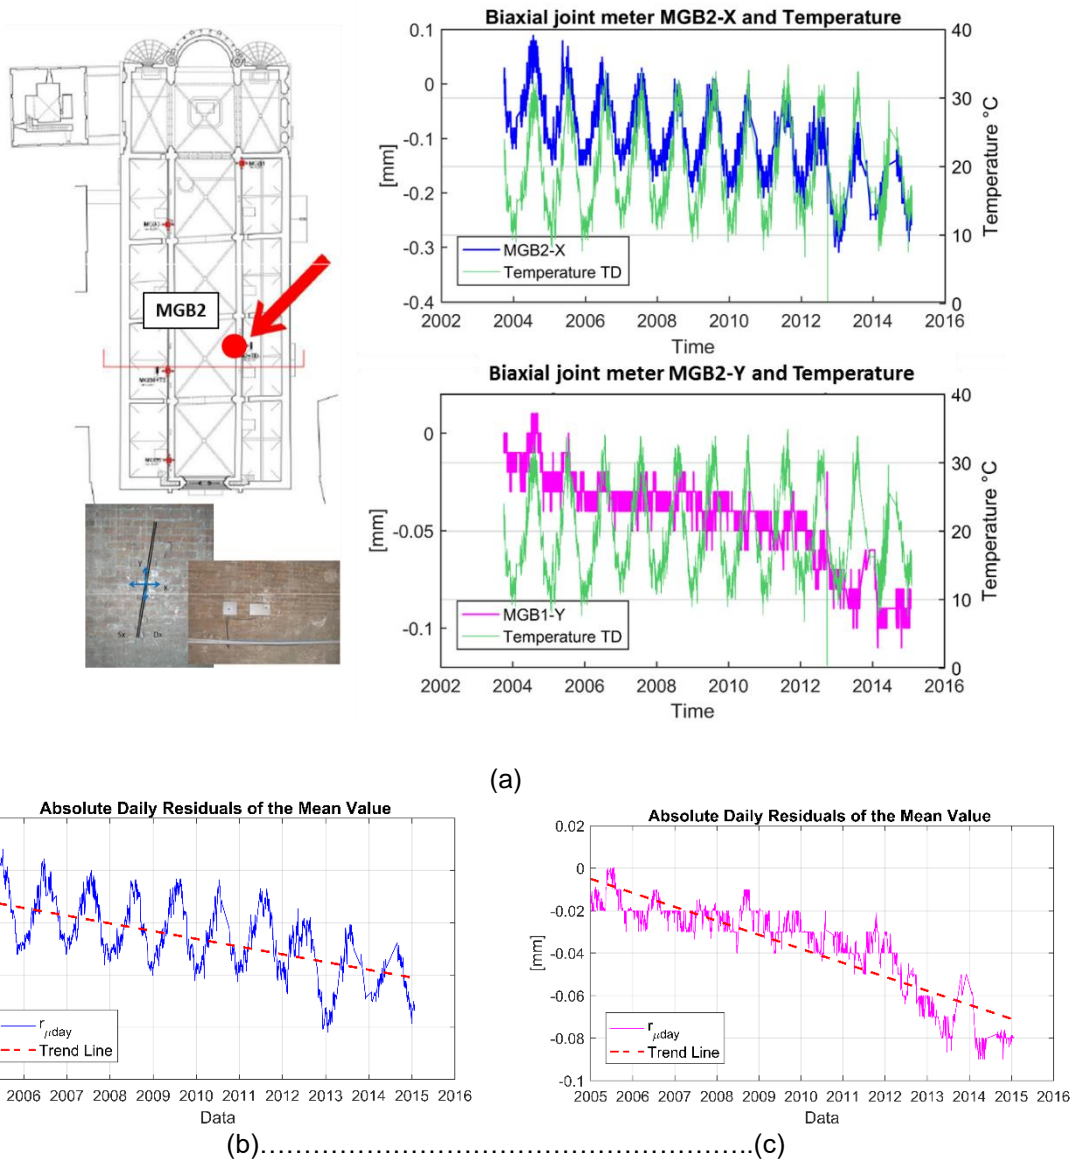 Biaxial joint meter MGB2-X and Temperature
0.1
0
-0.1
-0.2
-0.3
-0.4
[mm]
40
30
20
10
0
Temperature °C
MGB2-X
Temperature TD
2002 2004 2006 2008 2010 2012 2014 2016
Time
MGB2
Biaxial joint meter MGB2-Y and Temperature
0
-0.05
-0.1
[mm]
40
30
20
10
0
Temperature °C
MGB1-Y
Temperature TD
2002 2004 2006 2008 2010 2012 2014 2016
Time
Y
X
Sx Dx
(a)
Absolute Daily Residuals of the Mean Value
rμday
Trend Line
2006 2007 2008 2009 2010 2011 2012 2013 2014 2015 2016
Data
Absolute Daily Residuals of the Mean Value
0.02
0
-0.02
-0.04
-0.06
-0.08
-0.1
[mm]
rμday
Trend Line
2005 2006 2007 2008 2009 2010 2011 2012 2013 2014 2015 2016
Data
(b)…………………………………………………..(c)